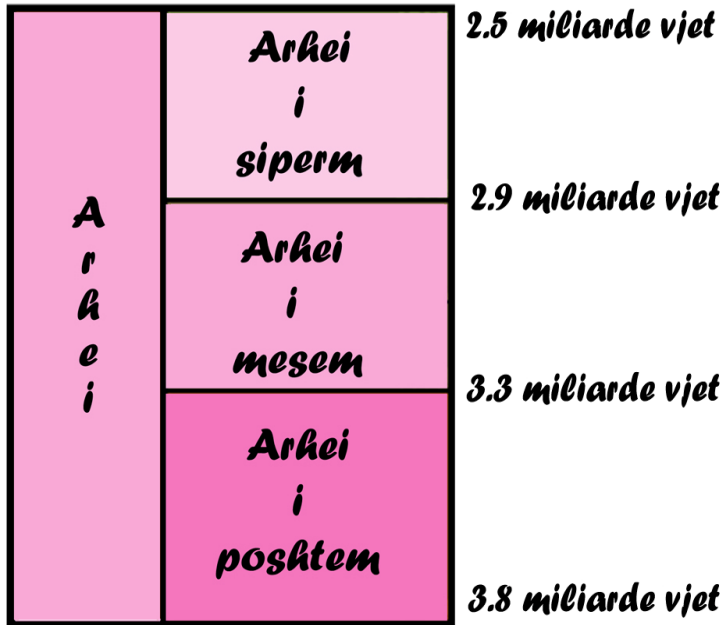 Arhei
Arhei
i
siperm
Arhei
i
mesem
Arhei
i
poshtem
2.5 miliarde vjet
2.9 miliarde vjet
3.3 miliarde vjet
3.8 miliarde vjet